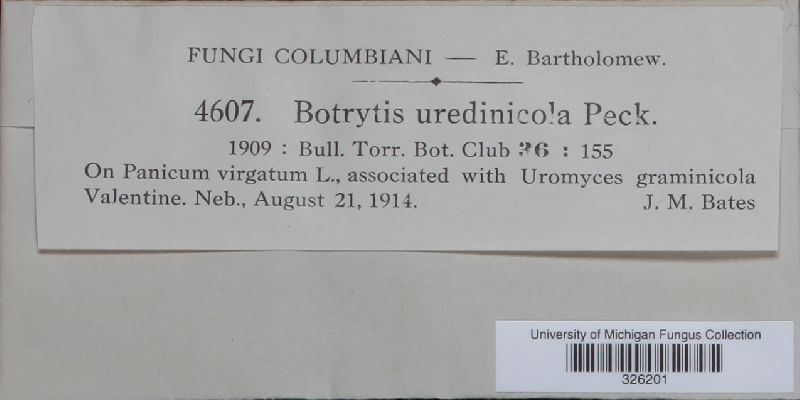 FUNGI COLUMBIANI — E. Bartholomew.
4607. Botrytis uredinicola Peck.
1909 : Bull. Torr. Bot. Club 36 : 155
On Panicum virgatum L., associated with Uromyces graminicola
Valentine. Neb., August 21, 1914. J. M. Bates
University of Michigan Fungus Collection
326201